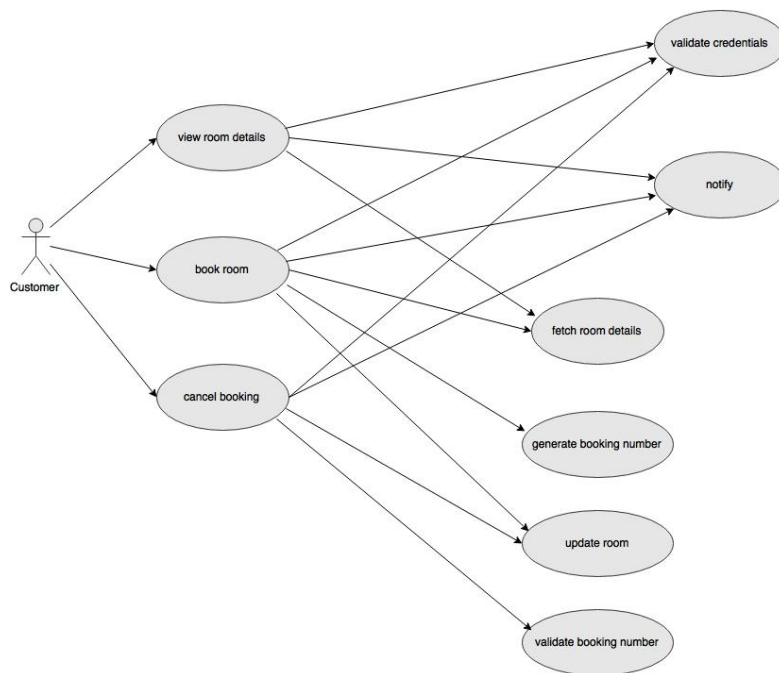 validate credentials
view room details
notify
Customer
book room
fetch room details
cancel booking
generate booking number
update room
validate booking number